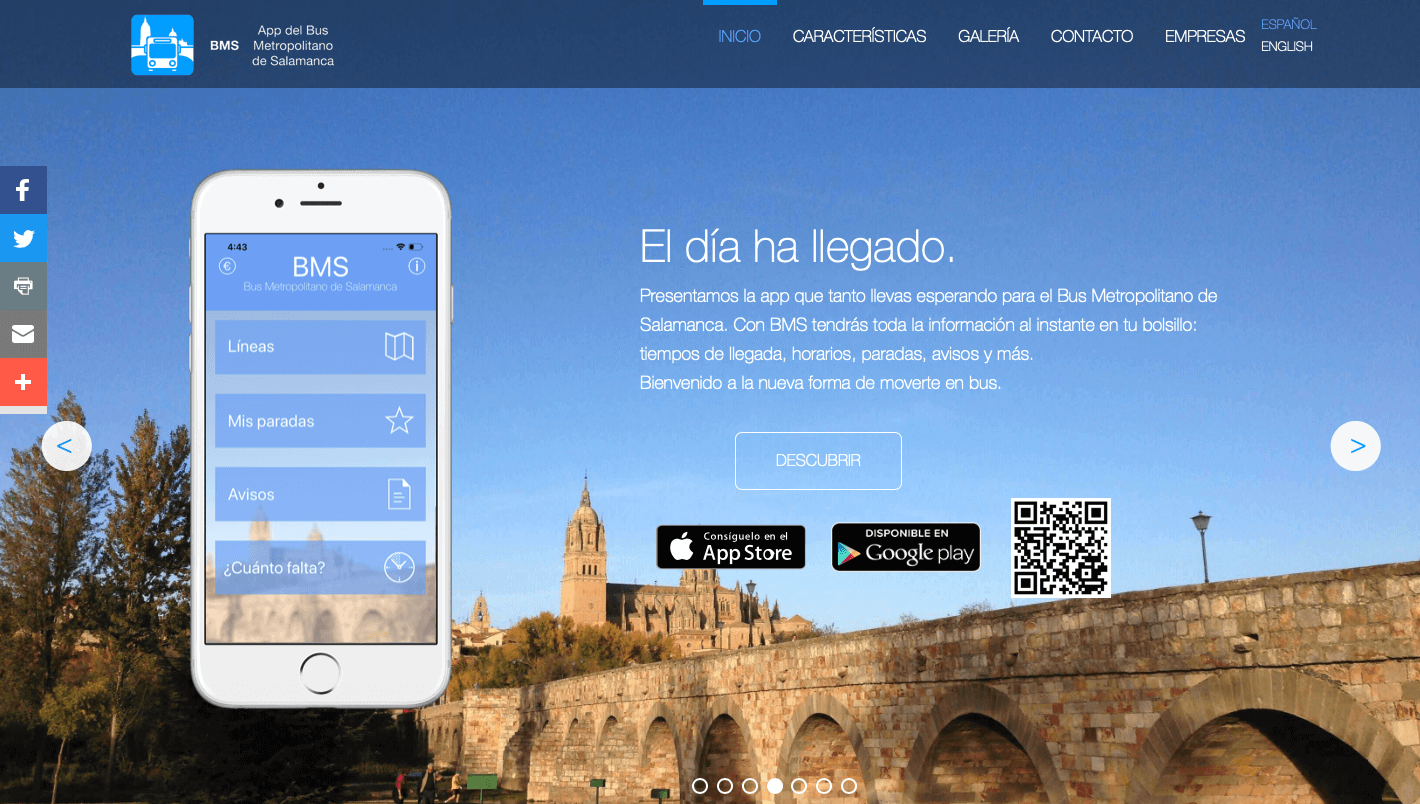 App del Bus
BMS Metropolitano
de Salamanca
INICIO CARACTERÍSTICAS GALERÍA CONTACTO EMPRESAS
ESPAÑOL
ENGLISH
4:43
BMS
Bus Metropolitano de Salamanca
Líneas
Mis paradas
Avisos
¿Cuánto falta?
El día ha llegado.
Presentamos la app que tanto llevas esperando para el Bus Metropolitano de
Salamanca. Con BMS tendrás toda la información al instante en tu bolsillo:
tiempos de llegada, horarios, paradas, avisos y más.
Bienvenido a la nueva forma de moverte en bus.
DESCUBRIR
Consíguelo en el
App Store
DISPONIBLE EN
Google play
<
>